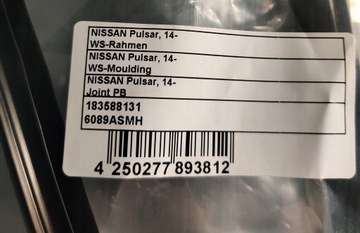 NISSAN Pulsar, 14-
WS-Rahmen
NISSAN Pulsar, 14-
WS-Moulding
NISSAN Pulsar, 14-
Joint PB
183588131
6089ASMH
4 250277 893812